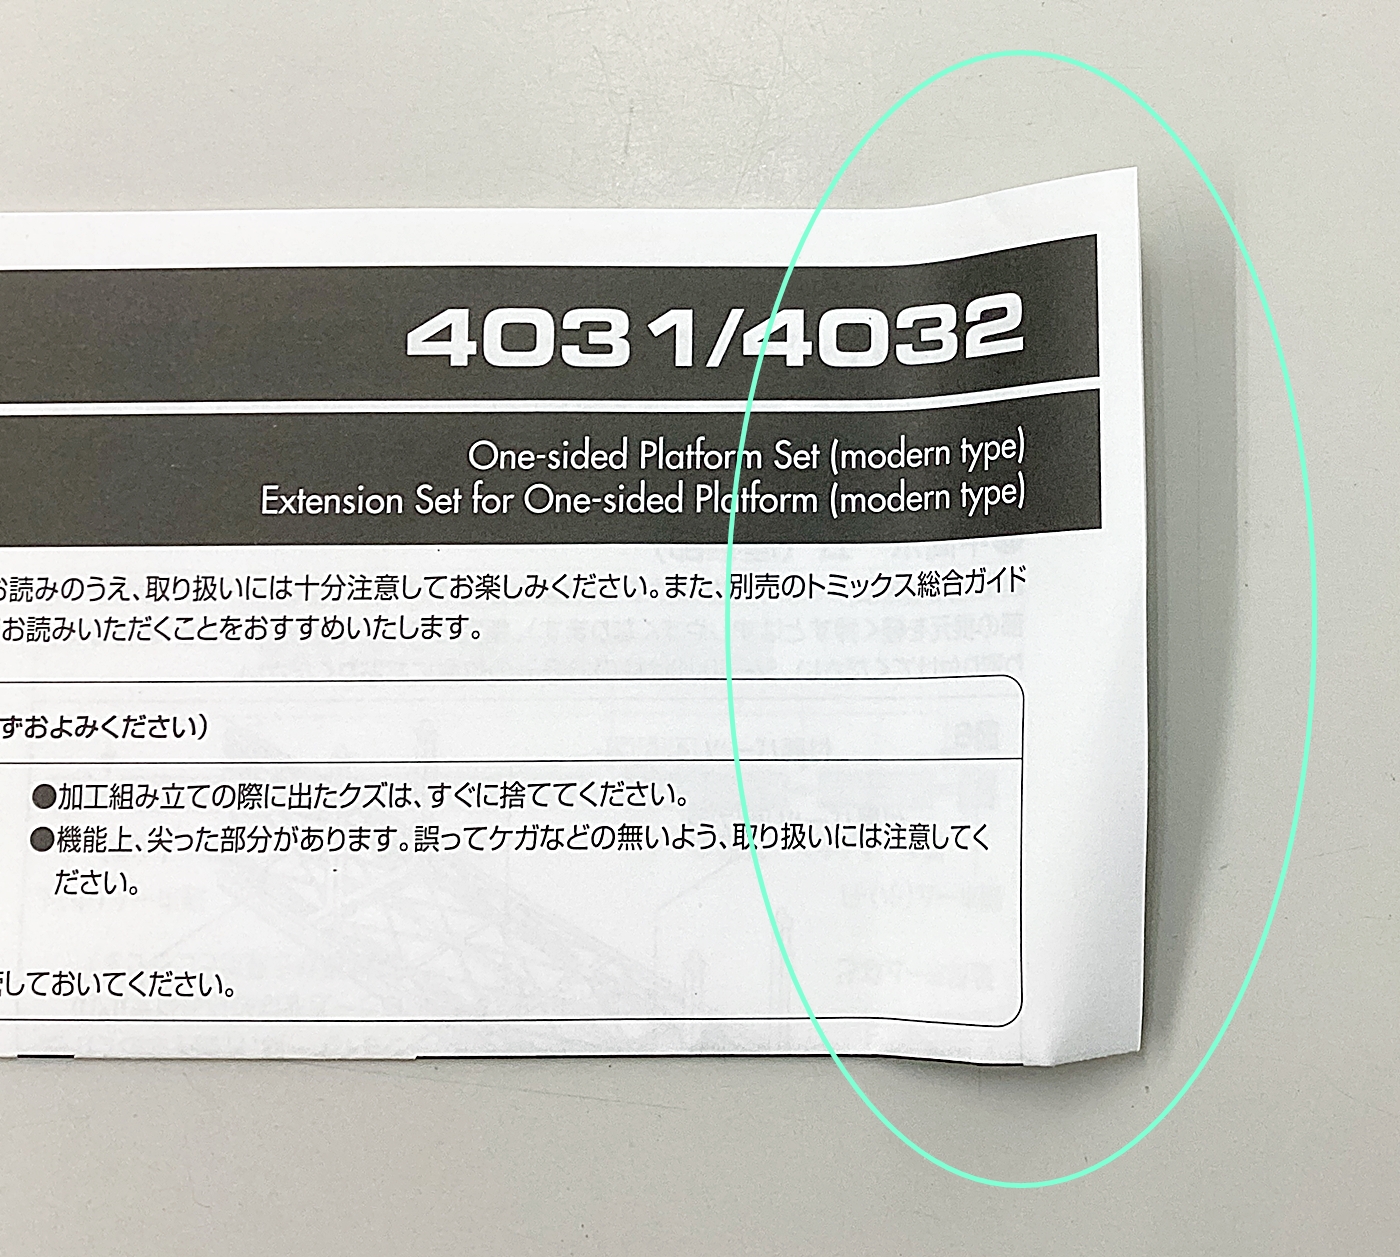 4031/4032
One-sided Platform Set (modern type)
Extension Set for One-sided Platform (modern type)
お読みのうえ、取り扱いには十分注意してお楽しみください。また、別売のトミックス総合ガイド
お読みいただくことをおすすめいたします。
ずおよみください）
●加工組み立ての際に出たクズは、すぐに捨ててください。
●機能上、尖った部分があります。誤ってケガなどの無いよう、取り扱いには注意してく
ださい。
しておいてください。